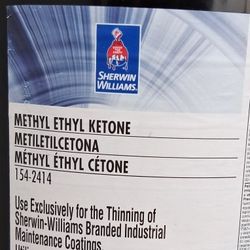 SHERWIN
WILLIAMS.
METHYL ETHYL KETONE
METILETILCETONA
MÉTHYL ÉTHYL CÉTONE
154-2414
Use Exclusively for the Thinning of
Sherwin-Williams Branded Industrial
Maintenance Coatings